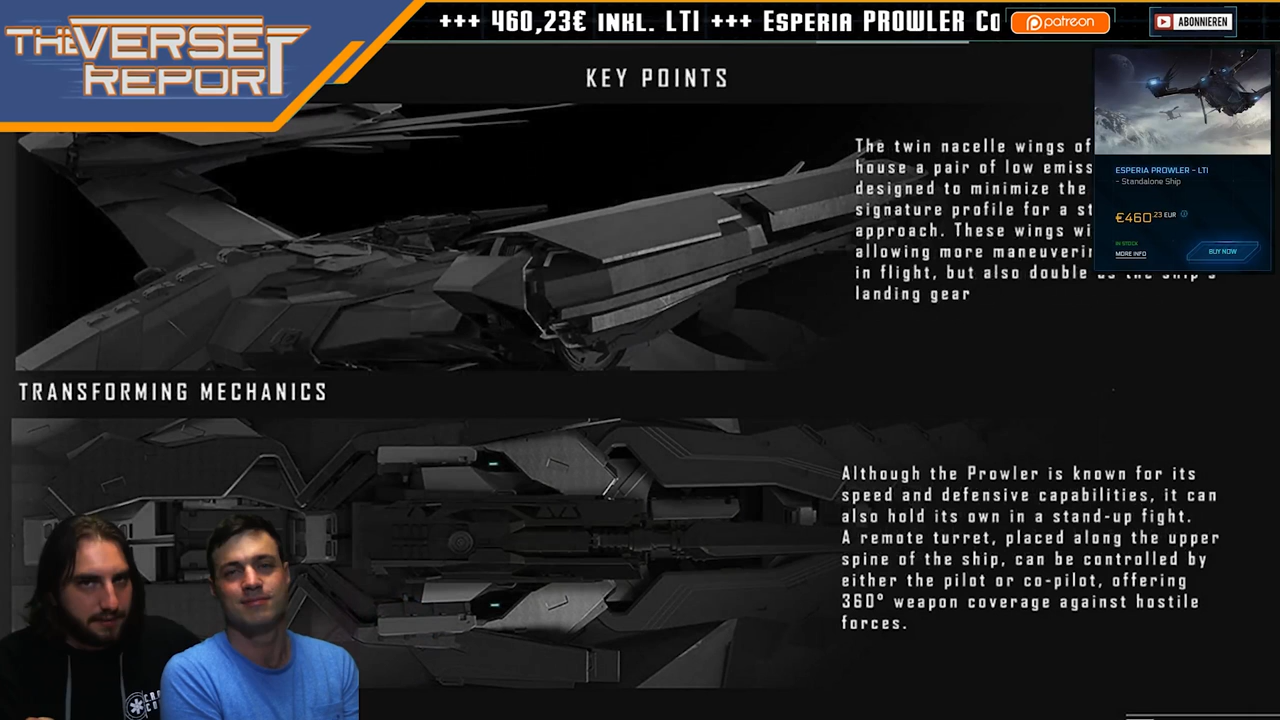 THE VERSE
REPORT
+++ 460,23€ INKL. LTI +++ ESPERIA PROWLER CO
patreon
ABONNIEREN
KEY POINTS
The twin nacelle wings of
house a pair of low emiss
designed to minimize the
signature profile for a st
approach. These wings wi
allowing more maneuverin
in flight, but also double as the ship's
landing gear
ESPERIA PROWLER - LTI
- Standalone Ship
€460.23 EUR
IN STOCK
MORE INFO
BUY NOW
TRANSFORMING MECHANICS
Although the Prowler is known for its
speed and defensive capabilities, it can
also hold its own in a stand-up fight.
A remote turret, placed along the upper
spine of the ship, can be controlled by
either the pilot or co-pilot, offering
360° weapon coverage against hostile
forces.